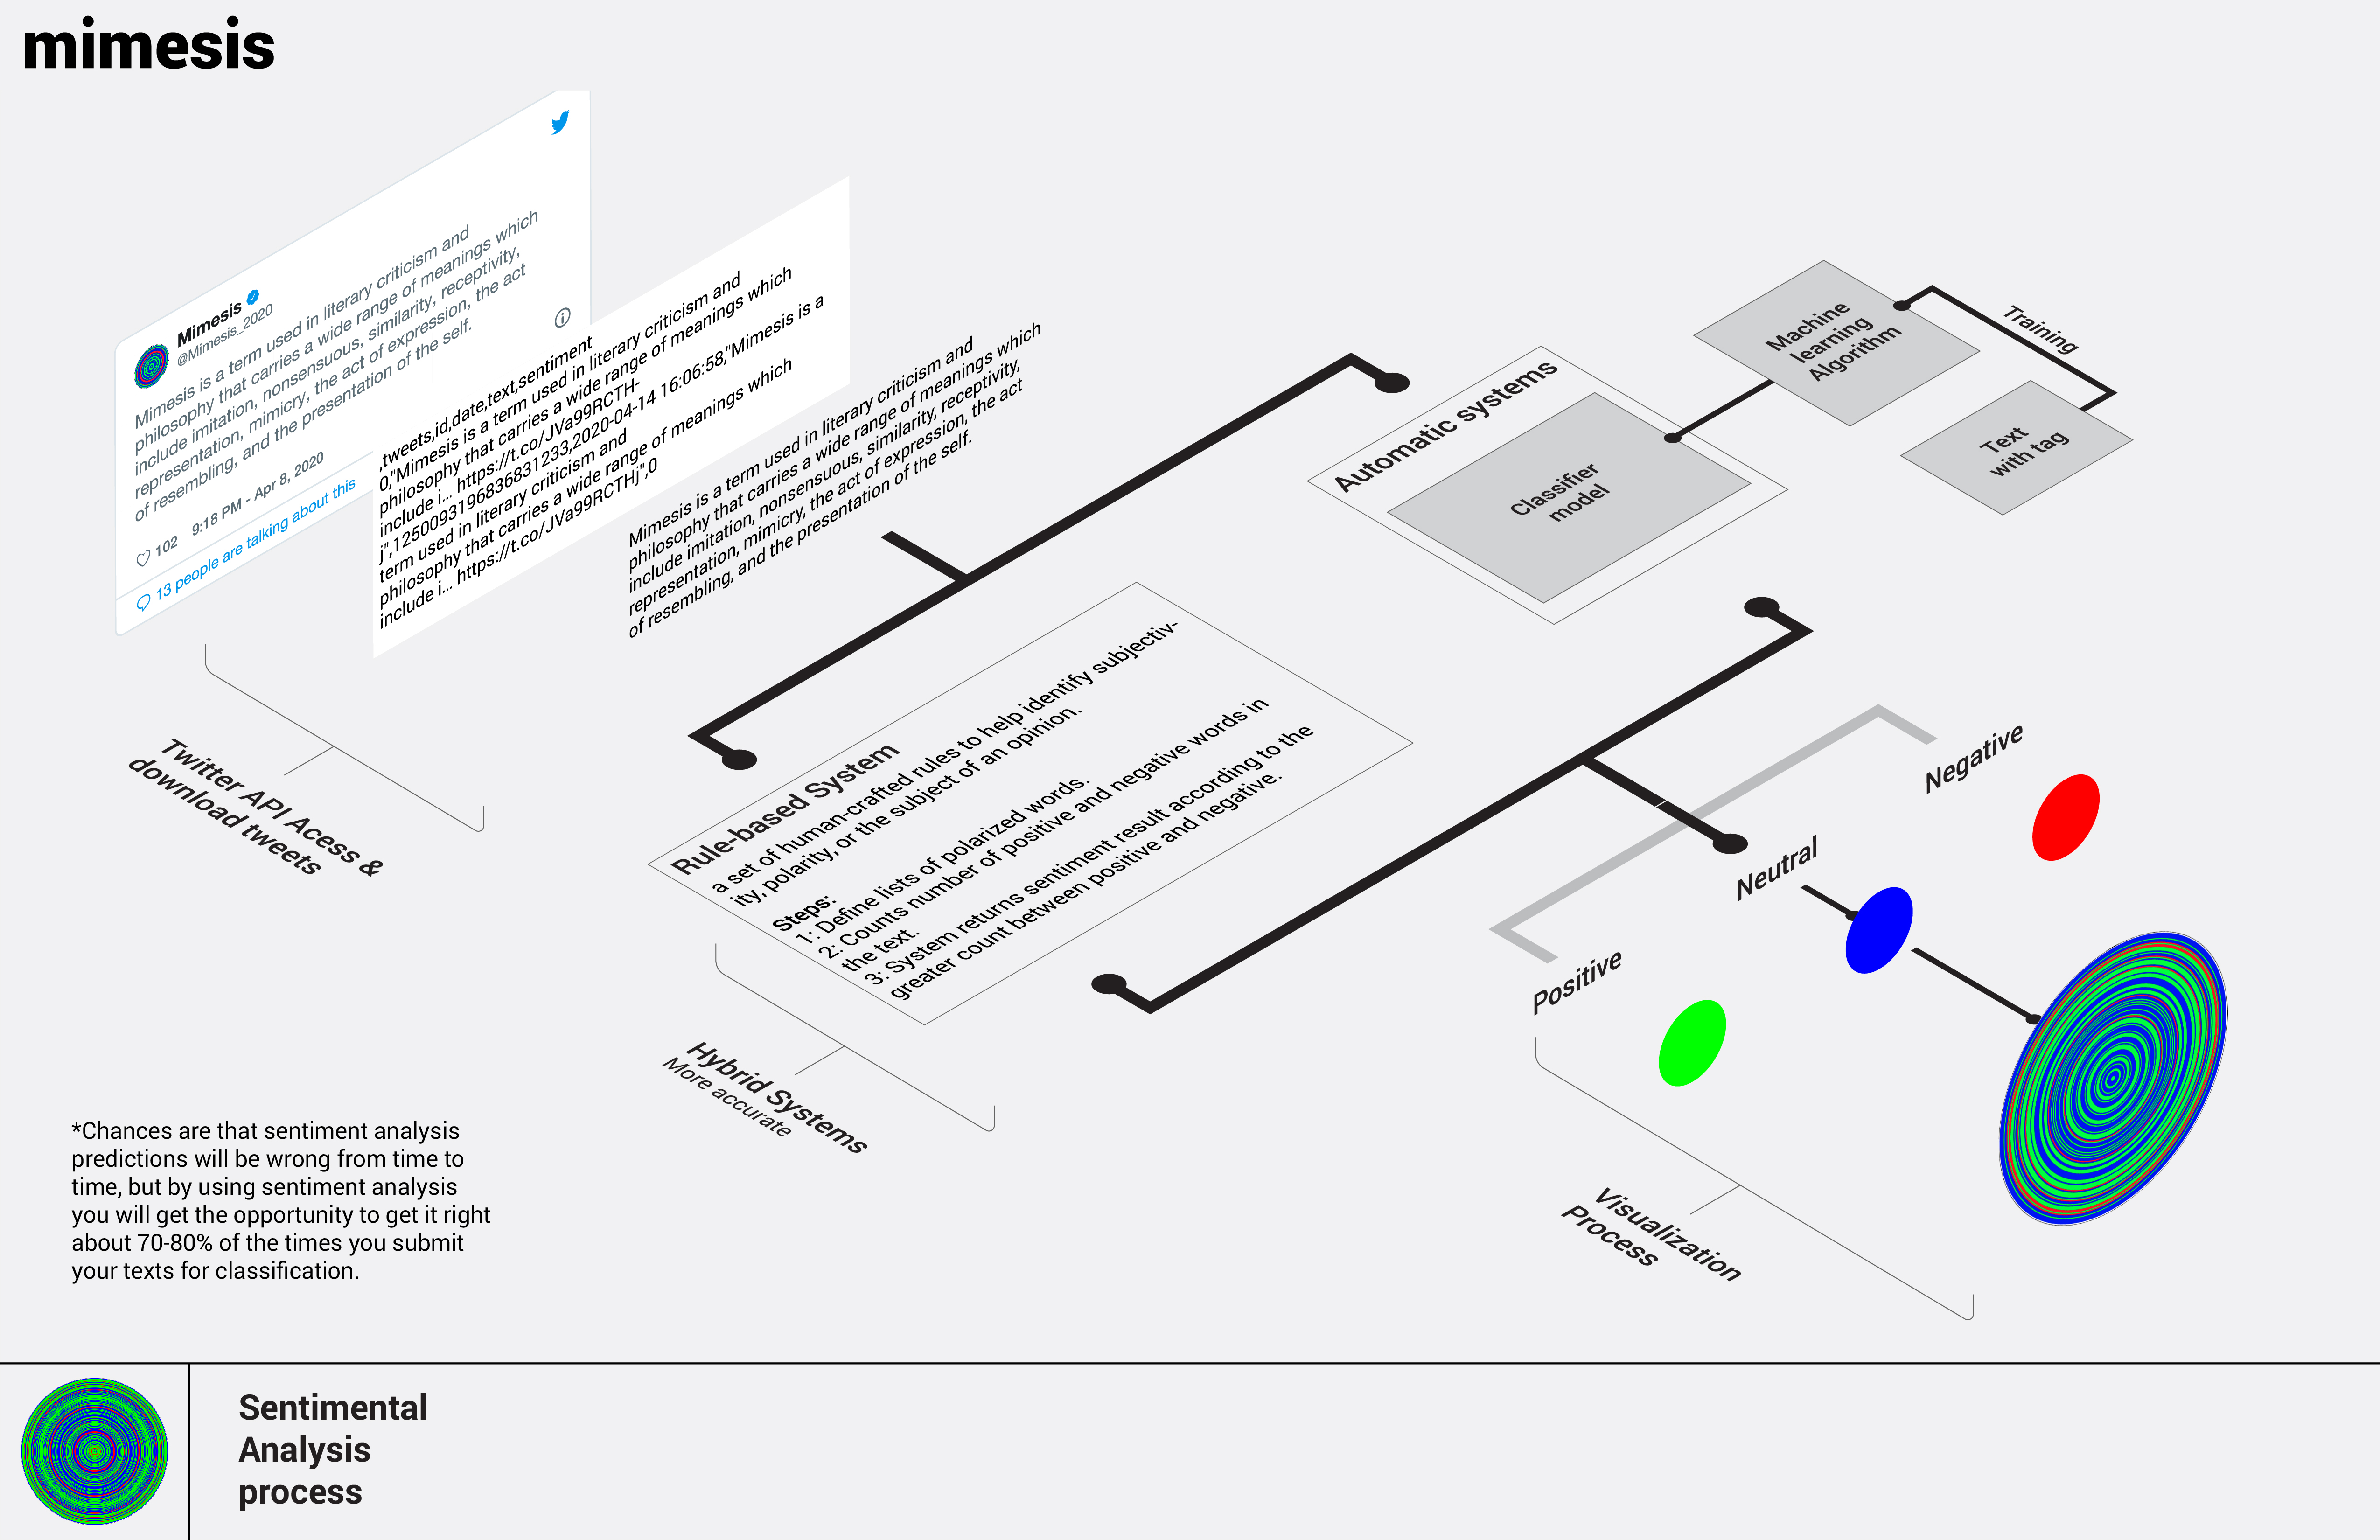 mimesis
Mimesis
@Mimesis_2020
Mimesis is a term used in literary criticism and
philosophy that carries a wide range of meanings which
include imitation, nonsensuous, similarity, receptivity,
representation, mimicry, the act of expression, the act
of resembling, and the presentation of the self.
102 9:18 PM - Apr 8, 2020
13 people are talking about this
,tweets,id,date,text,sentiment
0,"Mimesis is a term used in literary criticism and
philosophy that carries a wide range of meanings which
include i... https://t.co/JVa99RCTH-
j",1250093196836831233,2020-04-14 16:06:58,"Mimesis is a
term used in literary criticism and
philosophy that carries a wide range of meanings which
include i... https://t.co/JVa99RCTHj",0
Mimesis is a term used in literary criticism and
philosophy that carries a wide range of meanings which
include imitation, nonsensuous, similarity, receptivity,
representation, mimicry, the act of expression, the act
of resembling, and the presentation of the self.
Twitter API Acess &
download tweets
Automatic systems
Classifier
model
Machine
learning
Algorithm
Training
Text
with tag
Rule-based System
a set of human-crafted rules to help identify subjectiv-
ity, polarity, or the subject of an opinion.
Steps:
1: Define lists of polarized words.
2: Counts number of positive and negative words in
the text.
3: System returns sentiment result according to the
greater count between positive and negative.
Hybrid Systems
More accurate
Negative
Neutral
Positive
Visualization
Process
*Chances are that sentiment analysis
predictions will be wrong from time to
time, but by using sentiment analysis
you will get the opportunity to get it right
about 70-80% of the times you submit
your texts for classification.
Sentimental
Analysis
process